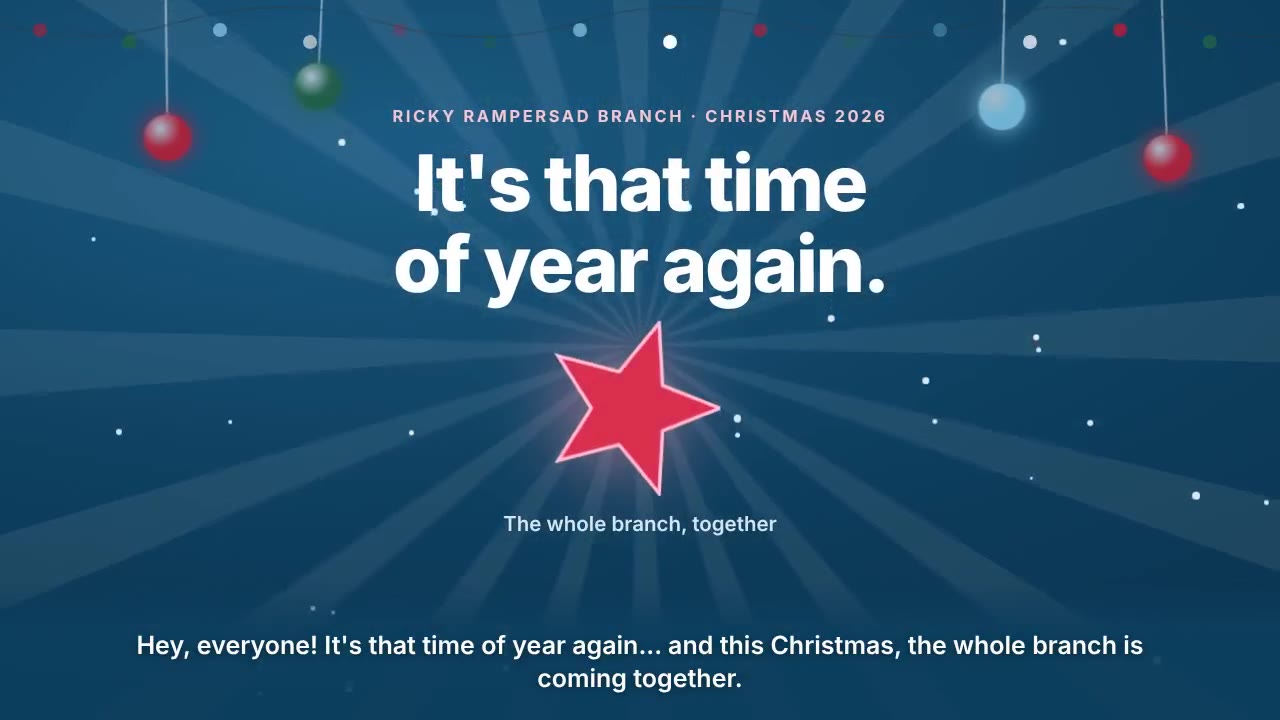 RICKY RAMPERSAD BRANCH · CHRISTMAS 2026
It's that time
of year again.
The whole branch, together
Hey, everyone! It's that time of year again... and this Christmas, the whole branch is
coming together.